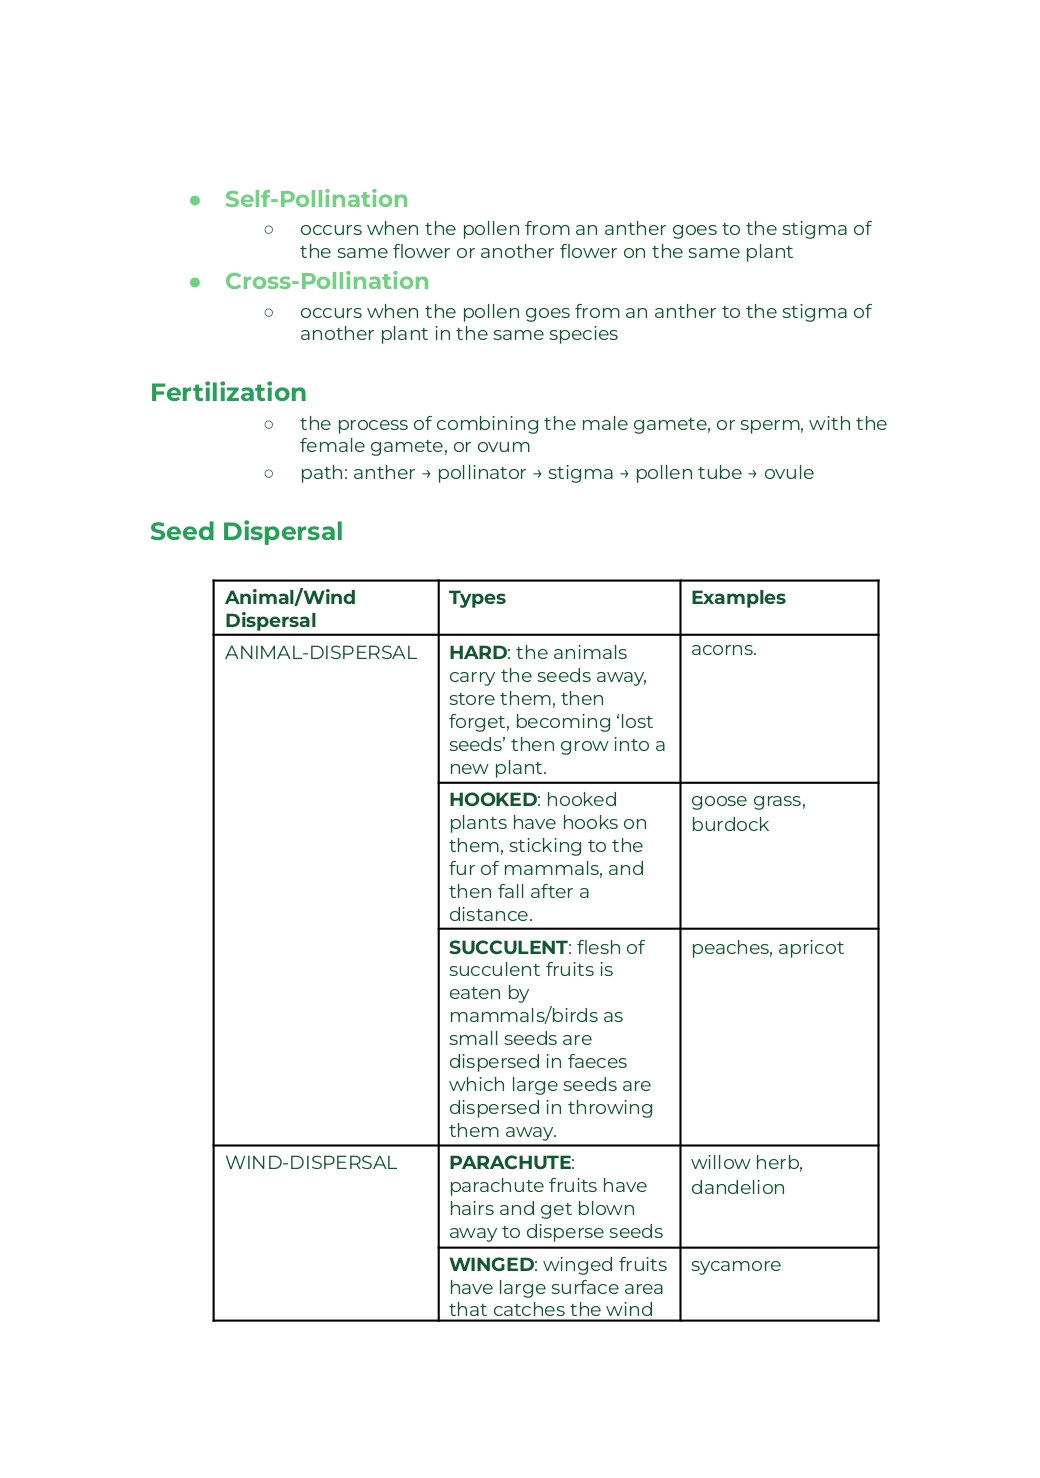 ● Self-Pollination
○ occurs when the pollen from an anther goes to the stigma of
the same flower or another flower on the same plant
● Cross-Pollination
○ occurs when the pollen goes from an anther to the stigma of
another plant in the same species
Fertilization
○ the process of combining the male gamete, or sperm, with the
female gamete, or ovum
○ path: anther → pollinator → stigma → pollen tube → ovule
Seed Dispersal
Animal/Wind
Dispersal
Types
Examples
ANIMAL-DISPERSAL
HARD: the animals
carry the seeds away,
store them, then
forget, becoming ‘lost
seeds’ then grow into a
new plant.
acorns.
HOOKED: hooked
plants have hooks on
them, sticking to the
fur of mammals, and
then fall after a
distance.
goose grass,
burdock
SUCCULENT: flesh of
succulent fruits is
eaten by
mammals/birds as
small seeds are
dispersed in faeces
which large seeds are
dispersed in throwing
them away.
peaches, apricot
WIND-DISPERSAL
PARACHUTE:
parachute fruits have
hairs and get blown
away to disperse seeds
willow herb,
dandelion
WINGED: winged fruits
have large surface area
that catches the wind
sycamore